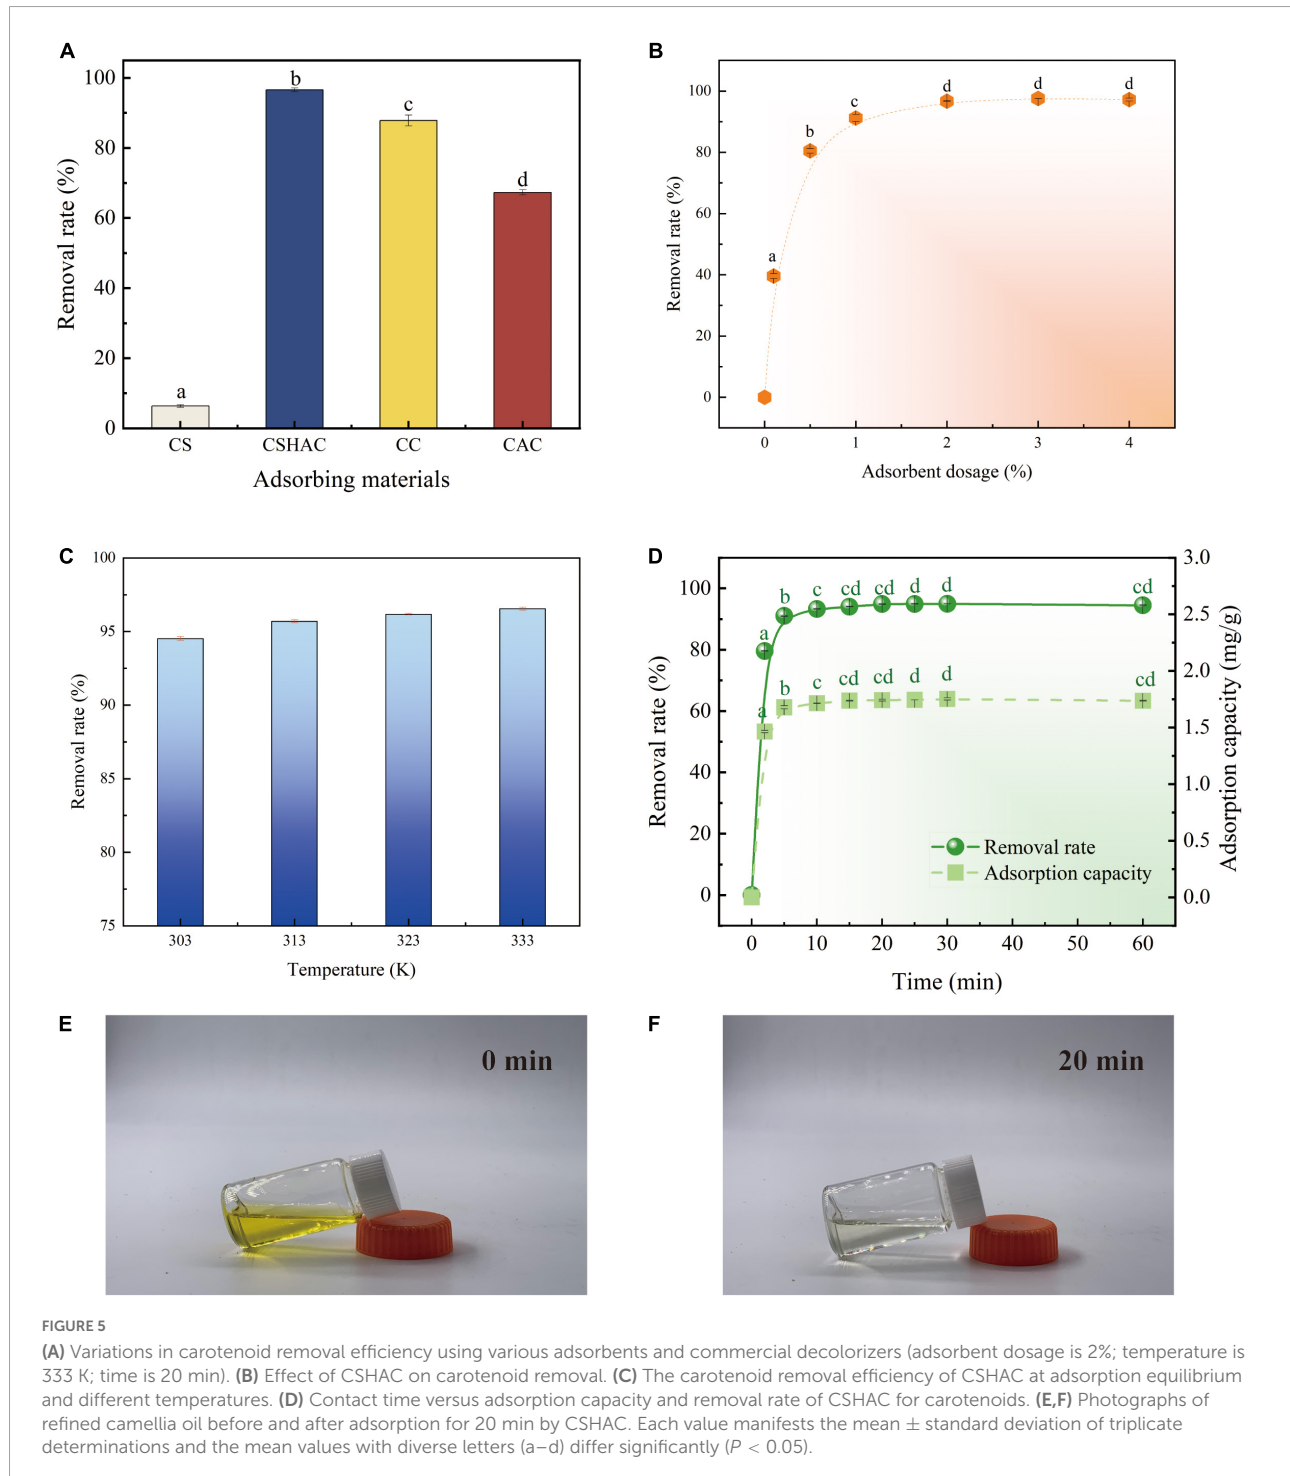 A
100
80
60
40
20
0
Removal rate (%)
a
b
c
d
CS
CSHAC
CC
CAC
Adsorbing materials
B
100
80
60
40
20
0
Removal rate (%)
a
b
c
d
d
d
0
1
2
3
4
Adsorbent dosage (%)
C
100
95
90
85
80
75
Removal rate (%)
303
313
323
333
Temperature (K)
D
100
80
60
40
20
0
Removal rate (%)
a
b
c
cd
cd
d
d
cd
a
b
c
cd
cd
d
d
cd
Removal rate
Adsorption capacity
3.0
2.5
2.0
1.5
1.0
0.5
0.0
Adsorption capacity (mg/g)
0
10
20
30
40
50
60
Time (min)
E
0 min
F
20 min
FIGURE 5
(A) Variations in carotenoid removal efficiency using various adsorbents and commercial decolorizers (adsorbent dosage is 2%; temperature is
333 K; time is 20 min). (B) Effect of CSHAC on carotenoid removal. (C) The carotenoid removal efficiency of CSHAC at adsorption equilibrium
and different temperatures. (D) Contact time versus adsorption capacity and removal rate of CSHAC for carotenoids. (E,F) Photographs of
refined camellia oil before and after adsorption for 20 min by CSHAC. Each value manifests the mean ± standard deviation of triplicate
determinations and the mean values with diverse letters (a–d) differ significantly (P < 0.05).